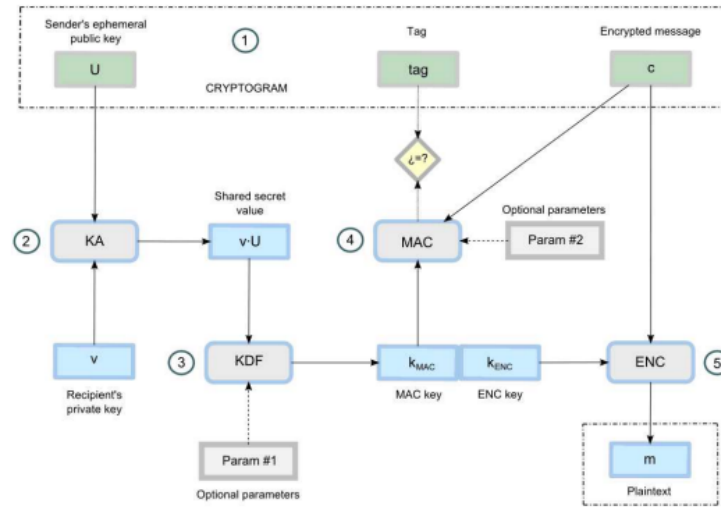 Sender's ephemeral
public key
1
Tag
Encrypted message
U
tag
c
CRYPTOGRAM
¿=?
Shared secret
value
Optional parameters
2
KA
v·U
4
MAC
Param #2
v
3
KDF
kMAC
kENC
ENC
5
Recipient's
private key
MAC key
ENC key
Param #1
m
Optional parameters
Plaintext